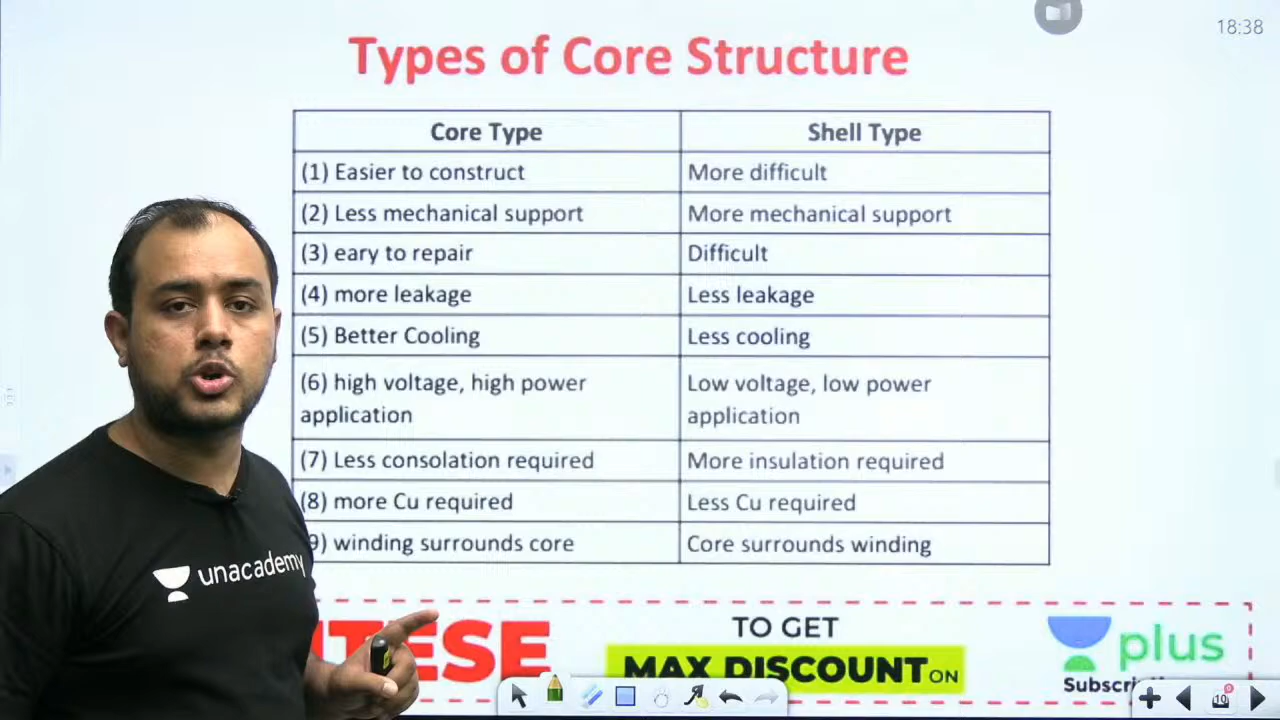 18:38
Types of Core Structure
Core Type
Shell Type
(1) Easier to construct
More difficult
(2) Less mechanical support
More mechanical support
(3) eary to repair
Difficult
(4) more leakage
Less leakage
(5) Better Cooling
Less cooling
(6) high voltage, high power
application
Low voltage, low power
application
(7) Less consolation required
More insulation required
(8) more Cu required
Less Cu required
9) winding surrounds core
Core surrounds winding
unacademy
TO GET
MAX DISCOUNT ON
plus
19